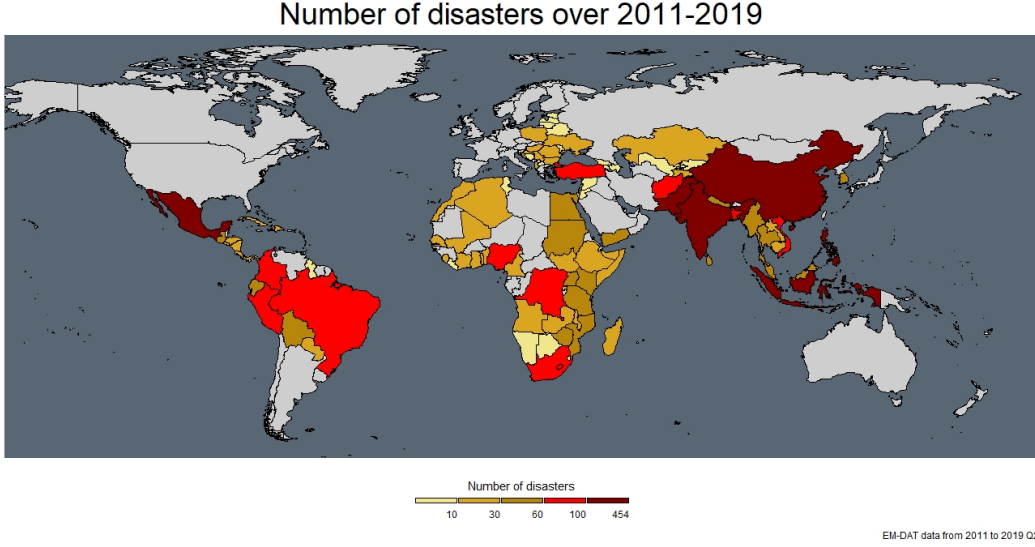 Number of disasters over 2011-2019
Number of disasters
10 30 60 100 454
EM-DAT data from 2011 to 2019 Q